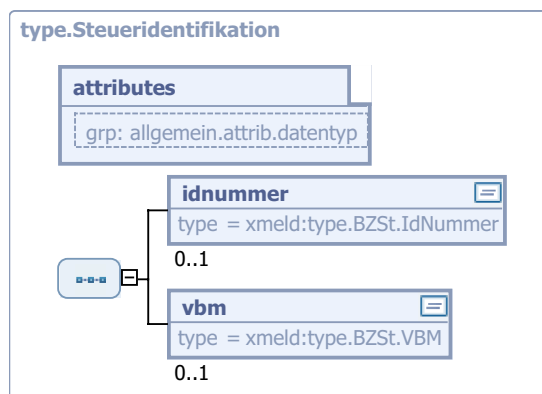 type.Steueridentifikation
attributes
grp: allgemein.attrib.datentyp
idnummer
type = xmeld:type.BZSt.IdNummer
0..1
vbm
type = xmeld:type.BZSt.VBM
0..1